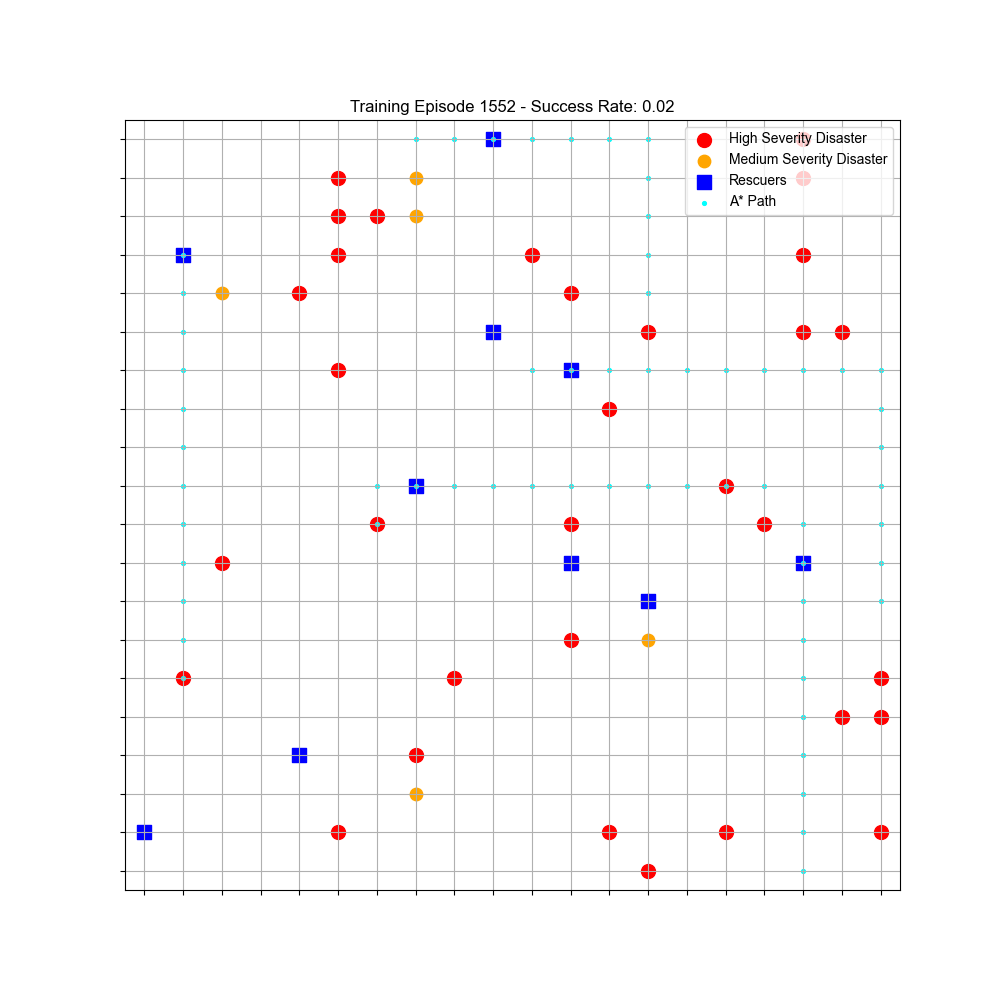 Training Episode 1552 - Success Rate: 0.02
High Severity Disaster
Medium Severity Disaster
Rescuers
A* Path